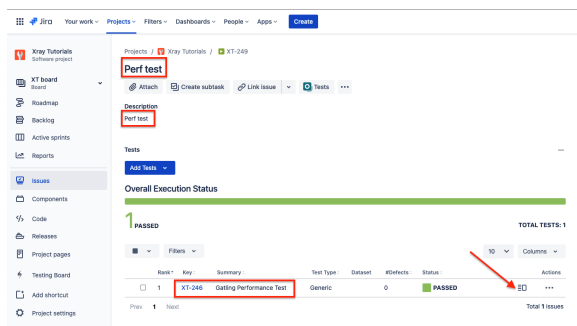 Jira Your work Projects Filters Dashboards People Apps Create
Xray Tutorials
Software project
XT board
Board
Roadmap
Backlog
Active sprints
Reports
Issues
Components
Code
Releases
Project pages
Testing Board
Add shortcut
Project settings
Projects / Xray Tutorials / XT-249
Perf test
Attach Create subtask Link issue Tests
Description
Perf test
Tests
Add Tests
Overall Execution Status
1 PASSED
TOTAL TESTS: 1
Filters 10 Columns
Rank Key Summary Test Type Dataset #Defects Status Actions
1 XT-246 Gatling Performance Test Generic 0 PASSED
Prev 1 Next Total 1 issues